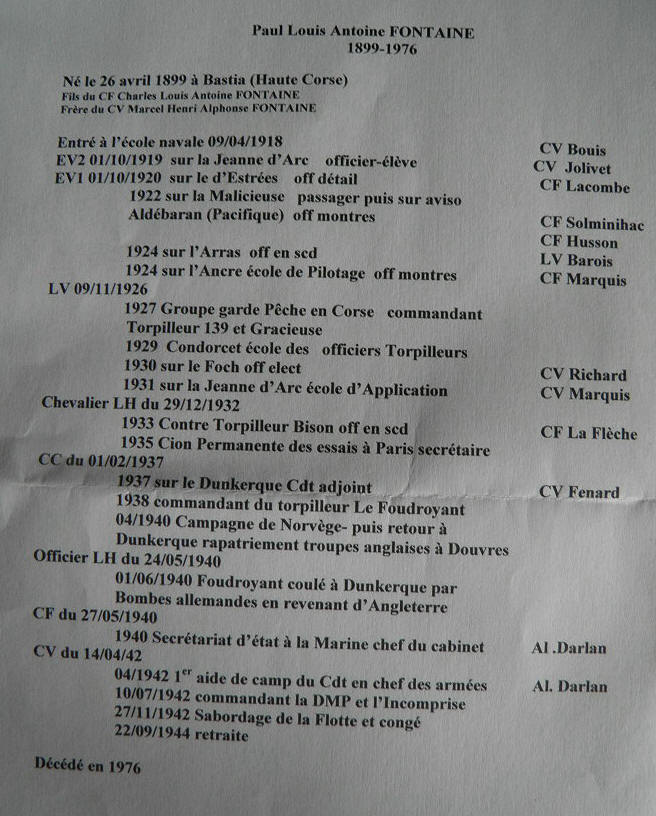 Paul Louis Antoine FONTAINE
1899-1976
Né le 26 avril 1899 à Bastia (Haute Corse)
Fils du CF Charles Louis Antoine FONTAINE
Frère du CV Marcel Henri Alphonse FONTAINE
Entré à l'école navale 09/04/1918 CV Bouis
EV2 01/10/1919 sur la Jeanne d'Arc officier-élève CV Jolivet
EV1 01/10/1920 sur le d'Estrées off détail CF Lacombe
1922 sur la Malicieuse passager puis sur aviso
Aldébaran (Pacifique) off montres CF Solminihac
CF Husson
1924 sur l'Arras off en scd LV Barois
1924 sur l'Ancre école de Pilotage off montres CF Marquis
LV 09/11/1926
1927 Groupe garde Pêche en Corse commandant
Torpilleur 139 et Gracieuse
1929 Condorcet école des officiers Torpilleurs
1930 sur le Foch off elect CV Richard
1931 sur la Jeanne d'Arc école d'Application CV Marquis
Chevalier LH du 29/12/1932
1933 Contre Torpilleur Bison off en scd CF La Flèche
1935 Cion Permanente des essais à Paris secrétaire
CC du 01/02/1937
1937 sur le Dunkerque Cdt adjoint CV Fenard
1938 commandant du torpilleur Le Foudroyant
04/1940 Campagne de Norvège- puis retour à
Dunkerque rapatriement troupes anglaises à Douvres
Officier LH du 24/05/1940
01/06/1940 Foudroyant coulé à Dunkerque par
Bombes allemandes en revenant d'Angleterre
CF du 27/05/1940
1940 Secrétariat d'état à la Marine chef du cabinet Al .Darlan
CV du 14/04/42
04/1942 1er aide de camp du Cdt en chef des armées Al. Darlan
10/07/1942 commandant la DMP et l'Incomprise
27/11/1942 Sabordage de la Flotte et congé
22/09/1944 retraite
Décédé en 1976